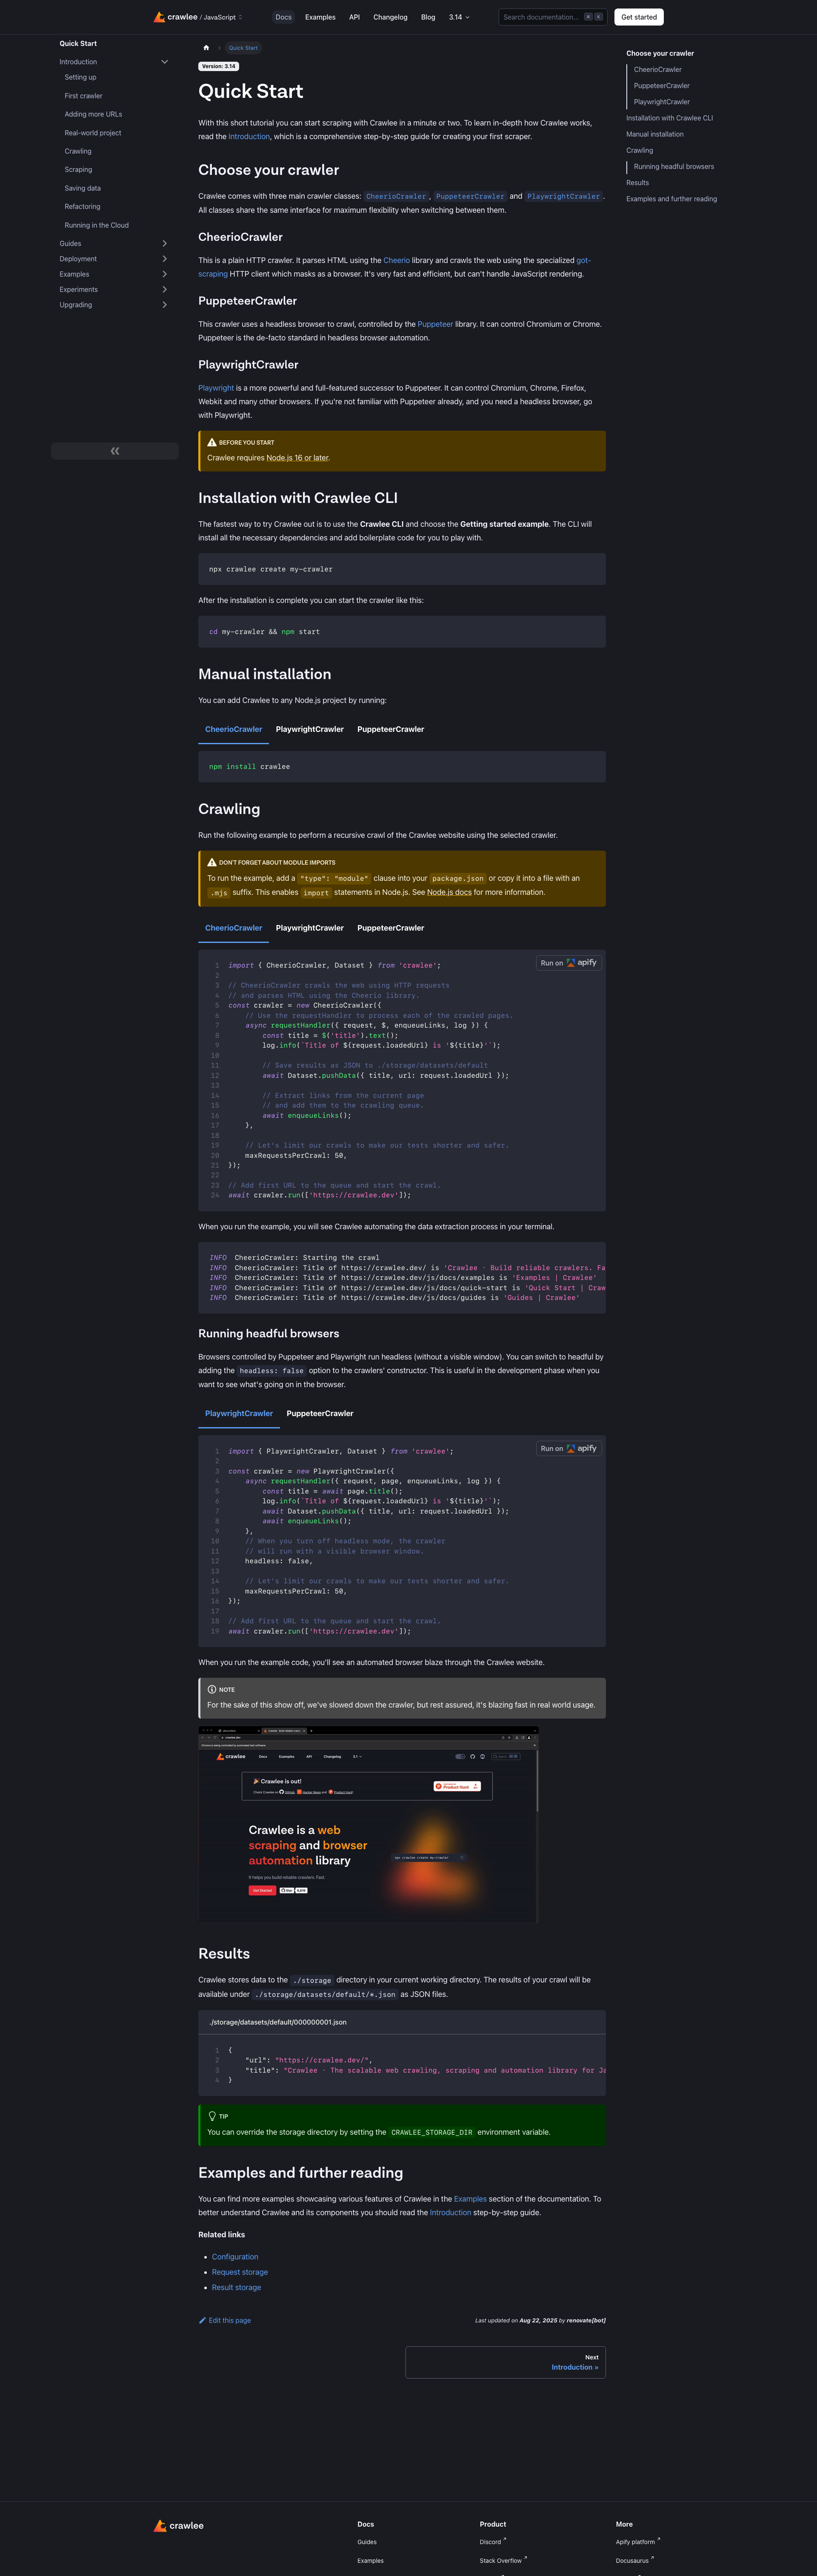 crawlee / JavaScript
Docs
Examples
API
Changelog
Blog
3.14
Search documentation...
Get started
Quick Start
Introduction
Setting up
First crawler
Adding more URLs
Real-world project
Crawling
Scraping
Saving data
Refactoring
Running in the Cloud
Guides
Deployment
Examples
Experiments
Upgrading
Quick Start
Version: 3.14
Quick Start
With this short tutorial you can start scraping with Crawlee in a minute or two. To learn in-depth how Crawlee works,
read the Introduction, which is a comprehensive step-by-step guide for creating your first scraper.
Choose your crawler
Crawlee comes with three main crawler classes: CheerioCrawler, PuppeteerCrawler and PlaywrightCrawler.
All classes share the same interface for maximum flexibility when switching between them.
CheerioCrawler
This is a plain HTTP crawler. It parses HTML using the Cheerio library and crawls the web using the specialized got-
scraping HTTP client which masks as a browser. It's very fast and efficient, but can't handle JavaScript rendering.
PuppeteerCrawler
This crawler uses a headless browser to crawl, controlled by the Puppeteer library. It can control Chromium or Chrome.
Puppeteer is the de-facto standard in headless browser automation.
PlaywrightCrawler
Playwright is a more powerful and full-featured successor to Puppeteer. It can control Chromium, Chrome, Firefox,
Webkit and many other browsers. If you're not familiar with Puppeteer already, and you need a headless browser, go
with Playwright.
BEFORE YOU START
Crawlee requires Node.js 16 or later.
Installation with Crawlee CLI
The fastest way to try Crawlee out is to use the Crawlee CLI and choose the Getting started example. The CLI will
install all the necessary dependencies and add boilerplate code for you to play with.
npx crawlee create my-crawler
After the installation is complete you can start the crawler like this:
cd my-crawler && npm start
Manual installation
You can add Crawlee to any Node.js project by running:
CheerioCrawler PlaywrightCrawler PuppeteerCrawler
npm install crawlee
Crawling
Run the following example to perform a recursive crawl of the Crawlee website using the selected crawler.
DON'T FORGET ABOUT MODULE IMPORTS
To run the example, add a "type": "module" clause into your package.json or copy it into a file with an
.mjs suffix. This enables import statements in Node.js. See Node.js docs for more information.
CheerioCrawler PlaywrightCrawler PuppeteerCrawler
Run on apify
1 import { CheerioCrawler, Dataset } from 'crawlee';
2
3 // CheerioCrawler crawls the web using HTTP requests
4 // and parses HTML using the Cheerio library.
5 const crawler = new CheerioCrawler({
6 // Use the requestHandler to process each of the crawled pages.
7 async requestHandler({ request, $, enqueueLinks, log }) {
8 const title = $('title').text();
9 log.info(`Title of ${request.loadedUrl} is '${title}'`);
10
11 // Save results as JSON to ./storage/datasets/default
12 await Dataset.pushData({ title, url: request.loadedUrl });
13
14 // Extract links from the current page
15 // and add them to the crawling queue.
16 await enqueueLinks();
17 },
18
19 // Let's limit our crawls to make our tests shorter and safer.
20 maxRequestsPerCrawl: 50,
21 });
22
23 // Add first URL to the queue and start the crawl.
24 await crawler.run(['https://crawlee.dev']);
When you run the example, you will see Crawlee automating the data extraction process in your terminal.
INFO CheerioCrawler: Starting the crawl
INFO CheerioCrawler: Title of https://crawlee.dev/ is 'Crawlee · Build reliable crawlers. Fa
INFO CheerioCrawler: Title of https://crawlee.dev/js/docs/examples is 'Examples | Crawlee'
INFO CheerioCrawler: Title of https://crawlee.dev/js/docs/quick-start is 'Quick Start | Craw
INFO CheerioCrawler: Title of https://crawlee.dev/js/docs/guides is 'Guides | Crawlee'
Running headful browsers
Browsers controlled by Puppeteer and Playwright run headless (without a visible window). You can switch to headful by
adding the headless: false option to the crawlers' constructor. This is useful in the development phase when you
want to see what's going on in the browser.
PlaywrightCrawler PuppeteerCrawler
Run on apify
1 import { PlaywrightCrawler, Dataset } from 'crawlee';
2
3 const crawler = new PlaywrightCrawler({
4 async requestHandler({ request, page, enqueueLinks, log }) {
5 const title = await page.title();
6 log.info(`Title of ${request.loadedUrl} is '${title}'`);
7 await Dataset.pushData({ title, url: request.loadedUrl });
8 await enqueueLinks();
9 },
10 // When you turn off headless mode, the crawler
11 // will run with a visible browser window.
12 headless: false,
13
14 // Let's limit our crawls to make our tests shorter and safer.
15 maxRequestsPerCrawl: 50,
16 });
17
18 // Add first URL to the queue and start the crawl.
19 await crawler.run(['https://crawlee.dev']);
When you run the example code, you'll see an automated browser blaze through the Crawlee website.
NOTE
For the sake of this show off, we've slowed down the crawler, but rest assured, it's blazing fast in real world usage.
crawlee.dev
crawlee Docs Examples API Changelog 3.1
Crawlee is out!
Product Hunt
Crawlee is a web
scraping and browser
automation library
npx crawlee create my-crawler
It helps you build reliable crawlers. Fast.
Get Started
Results
Crawlee stores data to the ./storage directory in your current working directory. The results of your crawl will be
available under ./storage/datasets/default/*.json as JSON files.
./storage/datasets/default/000000001.json
1 {
2 "url": "https://crawlee.dev/",
3 "title": "Crawlee · The scalable web crawling, scraping and automation library for Ja
4 }
TIP
You can override the storage directory by setting the CRAWLEE_STORAGE_DIR environment variable.
Examples and further reading
You can find more examples showcasing various features of Crawlee in the Examples section of the documentation. To
better understand Crawlee and its components you should read the Introduction step-by-step guide.
Related links
Configuration
Request storage
Result storage
Edit this page
Last updated on Aug 22, 2025 by renovate[bot]
Next
Introduction »
Choose your crawler
CheerioCrawler
PuppeteerCrawler
PlaywrightCrawler
Installation with Crawlee CLI
Manual installation
Crawling
Running headful browsers
Results
Examples and further reading
crawlee
Docs
Guides
Examples
Product
Discord
Stack Overflow
More
Apify platform
Docusaurus